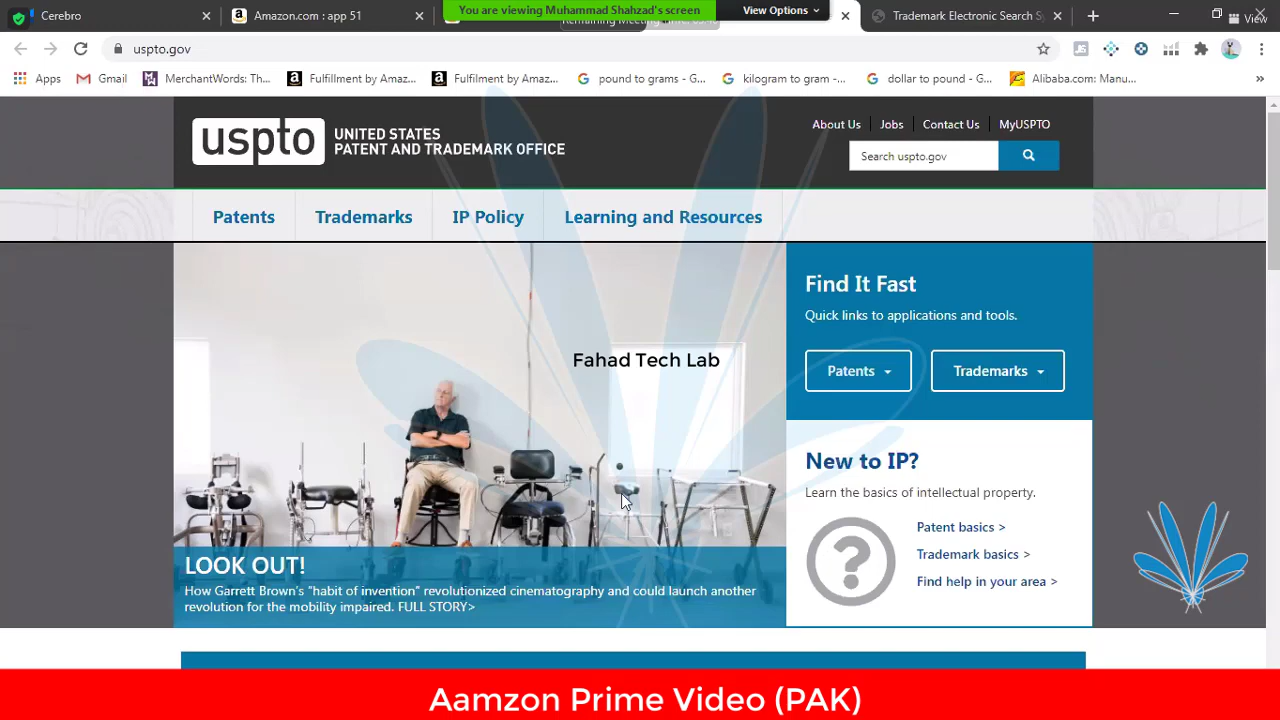 Cerebro
Amazon.com : app 51
You are viewing Muhammad Shahzad's screen
View Options
Trademark Electronic Search Sy
View
uspto.gov
Apps
Gmail
MerchantWords: Th...
Fulfillment by Amaz...
Fulfilment by Amaz...
pound to grams - G...
kilogram to gram -...
dollar to pound - G...
Alibaba.com: Manu...
»
About Us
Jobs
Contact Us
MyUSPTO
uspto
UNITED STATES
PATENT AND TRADEMARK OFFICE
Search uspto.gov
Patents
Trademarks
IP Policy
Learning and Resources
Find It Fast
Quick links to applications and tools.
Fahad Tech Lab
Patents
Trademarks
New to IP?
Learn the basics of intellectual property.
Patent basics >
Trademark basics >
Find help in your area >
LOOK OUT!
How Garrett Brown's "habit of invention" revolutionized cinematography and could launch another
revolution for the mobility impaired. FULL STORY>
Aamzon Prime Video (PAK)